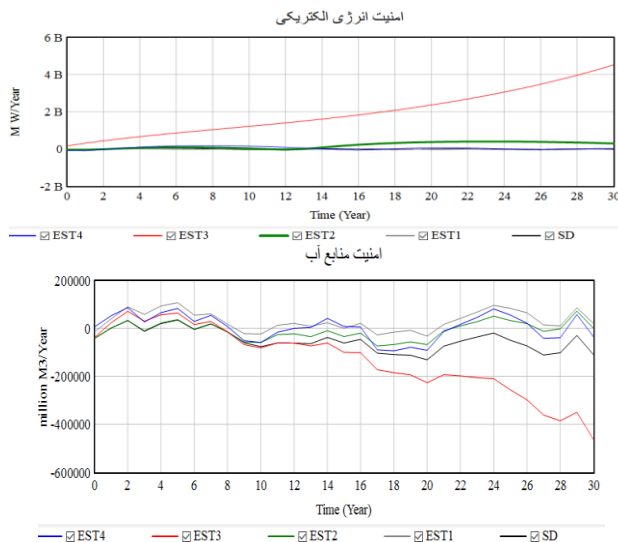 امنیت انرژی الکتریکی
6 B
4 B
2 B
0
-2 B
M W/Year
0 2 4 6 8 10 12 14 16 18 20 22 24 26 28 30
Time (Year)
EST4 EST3 EST2 EST1 SD
امنیت منابع آب
200000
0
-200000
-400000
-600000
million M3/Year
0 2 4 6 8 10 12 14 16 18 20 22 24 26 28 30
Time (Year)
EST4 EST3 EST2 EST1 SD